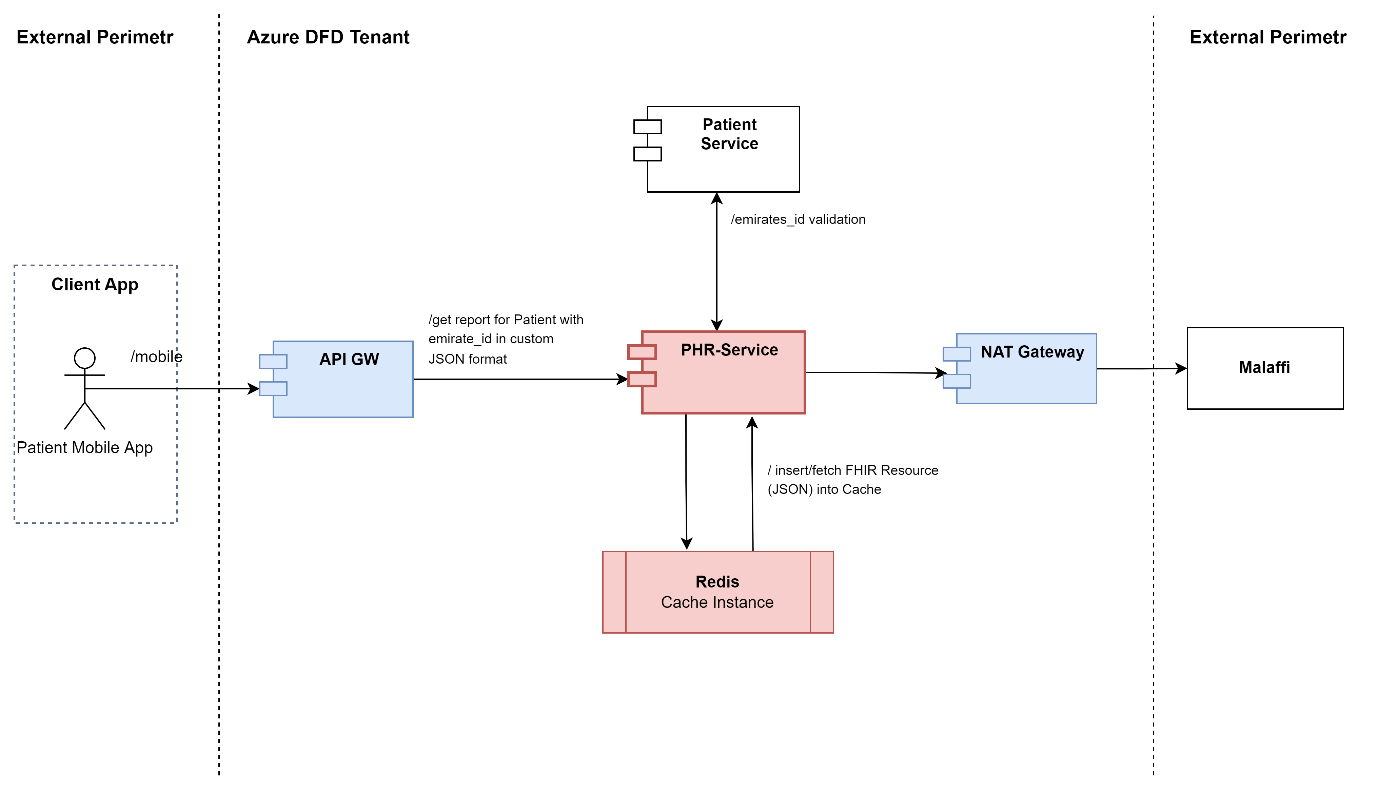 External Perimetr
Azure DFD Tenant
External Perimetr
Patient
Service
/emirates_id validation
Client App
/mobile
Patient Mobile App
API GW
/get report for Patient with
emirate_id in custom
JSON format
PHR-Service
NAT Gateway
Malaffi
/ insert/fetch FHIR Resource
(JSON) into Cache
Redis
Cache Instance